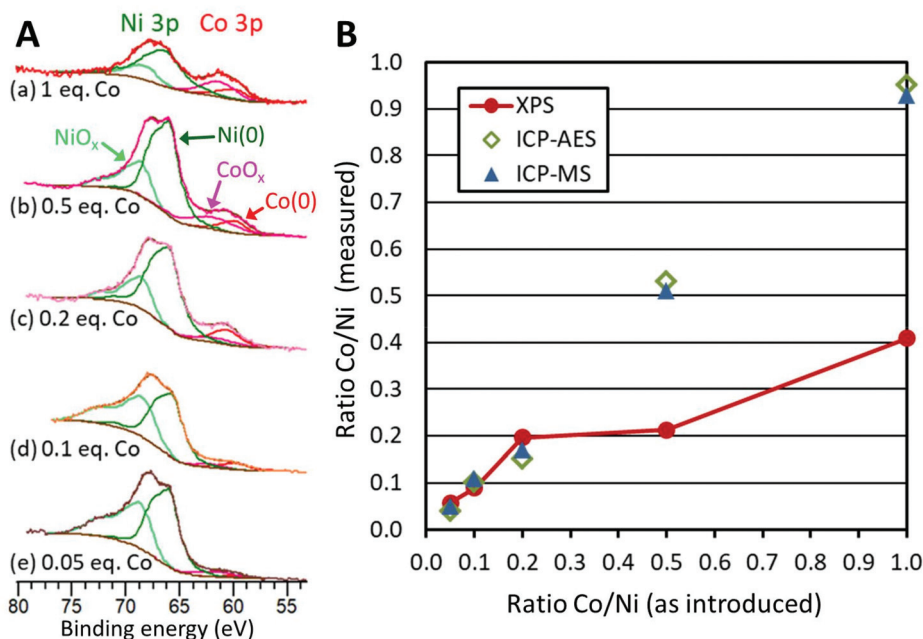 A
Ni 3p Co 3p
(a) 1 eq. Co
NiOx
Ni(0)
CoOx
Co(0)
(b) 0.5 eq. Co
(c) 0.2 eq. Co
(d) 0.1 eq. Co
(e) 0.05 eq. Co
80 75 70 65 60 55
Binding energy (eV)
B
Ratio Co/Ni (measured)
1.0
0.9
0.8
0.7
0.6
0.5
0.4
0.3
0.2
0.1
0.0
XPS
ICP-AES
ICP-MS
0.0 0.1 0.2 0.3 0.4 0.5 0.6 0.7 0.8 0.9 1.0
Ratio Co/Ni (as introduced)